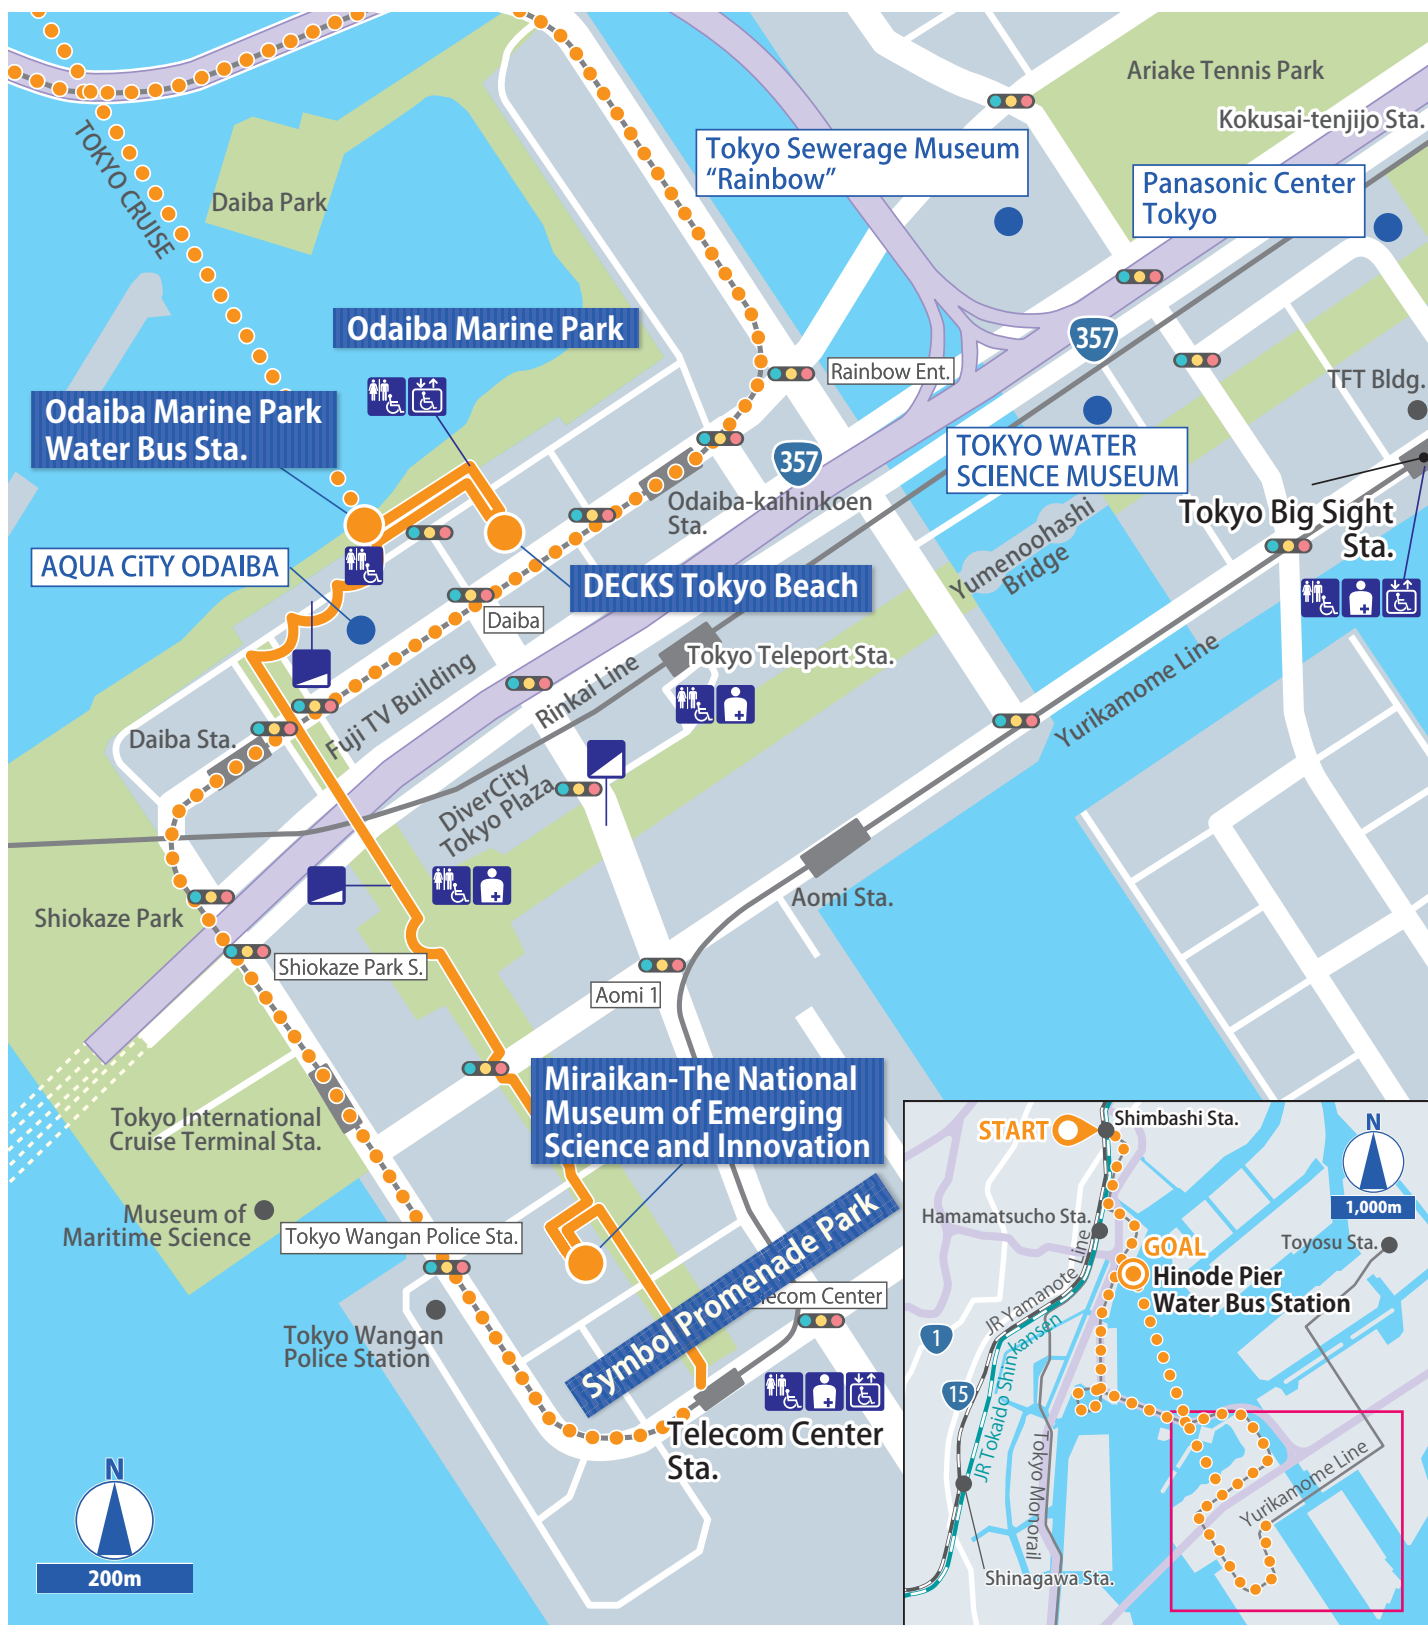 Ariake Tennis Park
Kokusai-tenjijo Sta.
Tokyo Sewerage Museum
“Rainbow”
Panasonic Center
Tokyo
TOKYO CRUISE
Daiba Park
Odaiba Marine Park
357
Rainbow Ent.
TFT Bldg.
Odaiba Marine Park
Water Bus Sta.
TOKYO WATER
SCIENCE MUSEUM
357
Odaiba-kaihinkoen
Sta.
Tokyo Big Sight
Sta.
Yumenoohashi
Bridge
AQUA CiTY ODAIBA
DECKS Tokyo Beach
Daiba
Tokyo Teleport Sta.
Rinkai Line
Yurikamome Line
Fuji TV Building
Daiba Sta.
DiverCity
Tokyo Plaza
Aomi Sta.
Shiokaze Park
Shiokaze Park S.
Aomi 1
Miraikan-The National
Museum of Emerging
Science and Innovation
Tokyo International
Cruise Terminal Sta.
Museum of
Maritime Science
Tokyo Wangan Police Sta.
Symbol Promenade Park
ecom Center
Tokyo Wangan
Police Station
Telecom Center
Sta.
N
200m
START
Shimbashi Sta.
N
1,000m
Hamamatsucho Sta.
Toyosu Sta.
GOAL
Hinode Pier
Water Bus Station
JR Yamanote Line
JR Tokaido Shinkansen
1
15
Tokyo Monorail
Yurikamome Line
Shinagawa Sta.